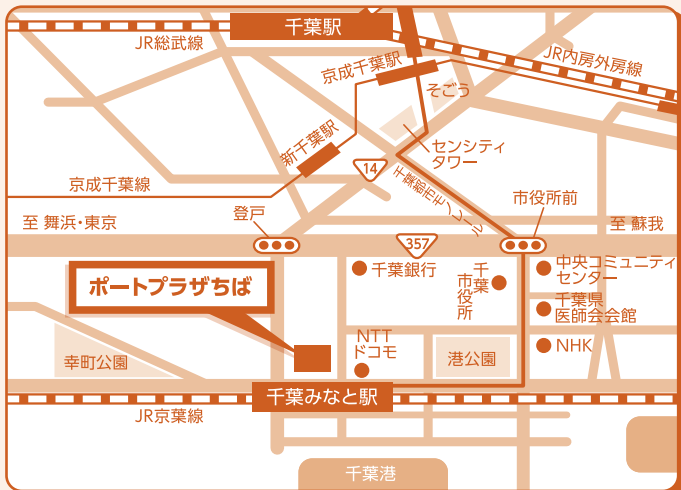 千葉駅
JR総武線
JR内房外房線
京成千葉駅
そごう
新千葉駅
センシティ
タワー
14
千葉都市モノレール
京成千葉線
市役所前
登戸
至 舞浜・東京
至 蘇我
357
中央コミュニティ
センター
千葉銀行
千葉
市役所
ポートプラザちば
千葉県
医師会会館
NTT
ドコモ
NHK
港公園
幸町公園
千葉みなと駅
JR京葉線
千葉港